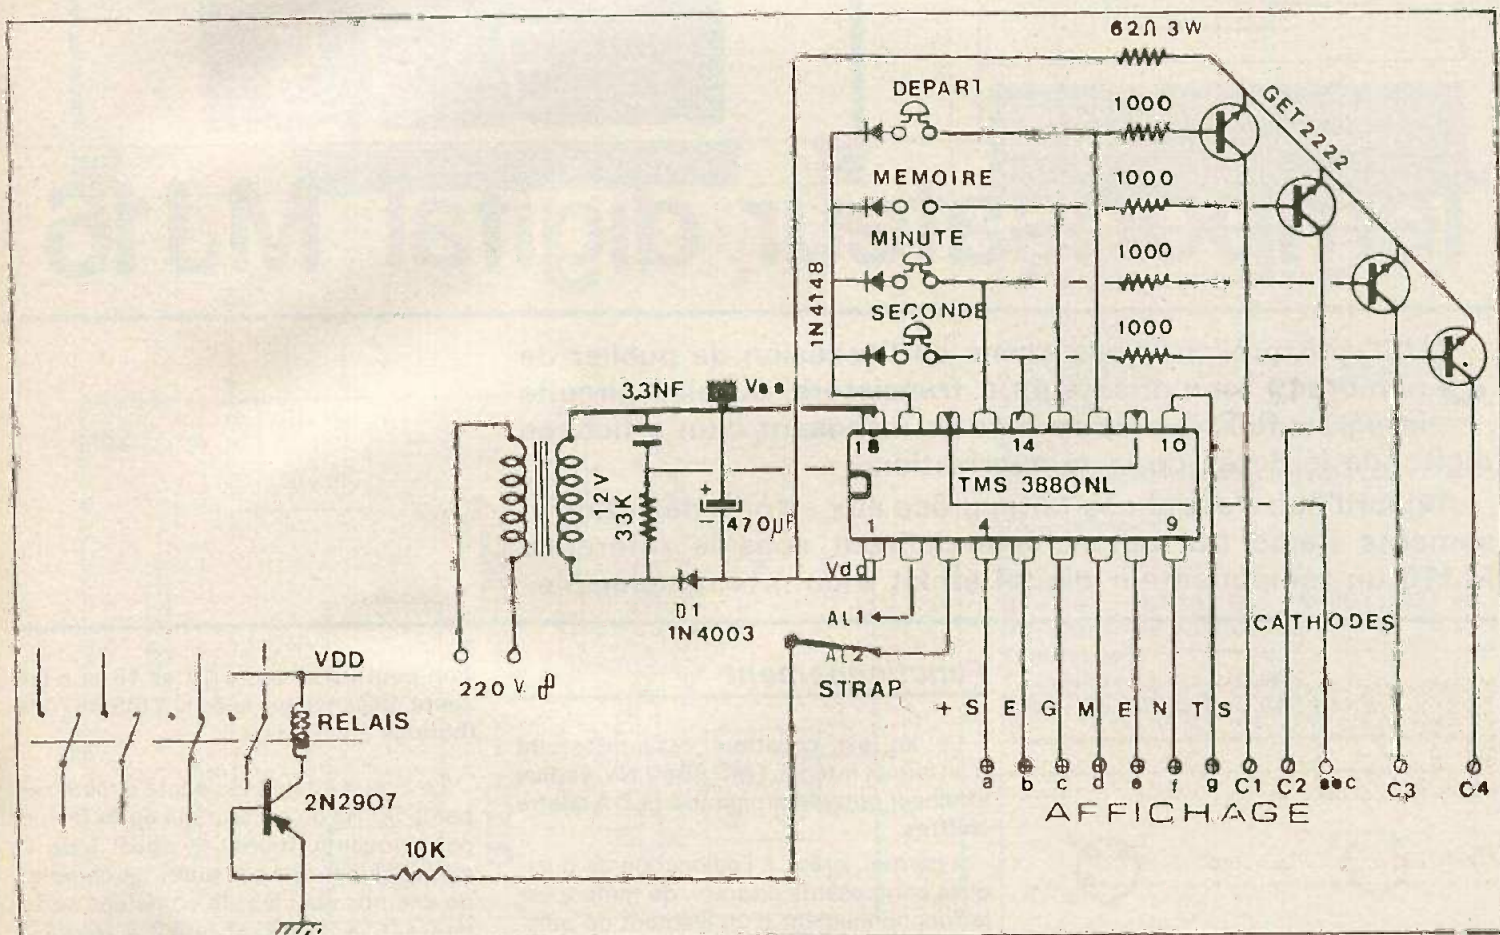 62Ω 3W
DEPART
1000
GET2222
MEMOIRE
1000
MINUTE
1000
1N4148
SECONDE
1000
3,3NF
Vss
12V
33K
+
−
470µF
18
14
10
TMS 3880NL
1
4
9
Vdd
D1
1N4003
AL1
AL2
STRAP
220 V
CATHODES
+ SEGMENTS
a b c d e f g C1 C2 sec C3 C4
AFFICHAGE
VDD
RELAIS
2N2907
10K